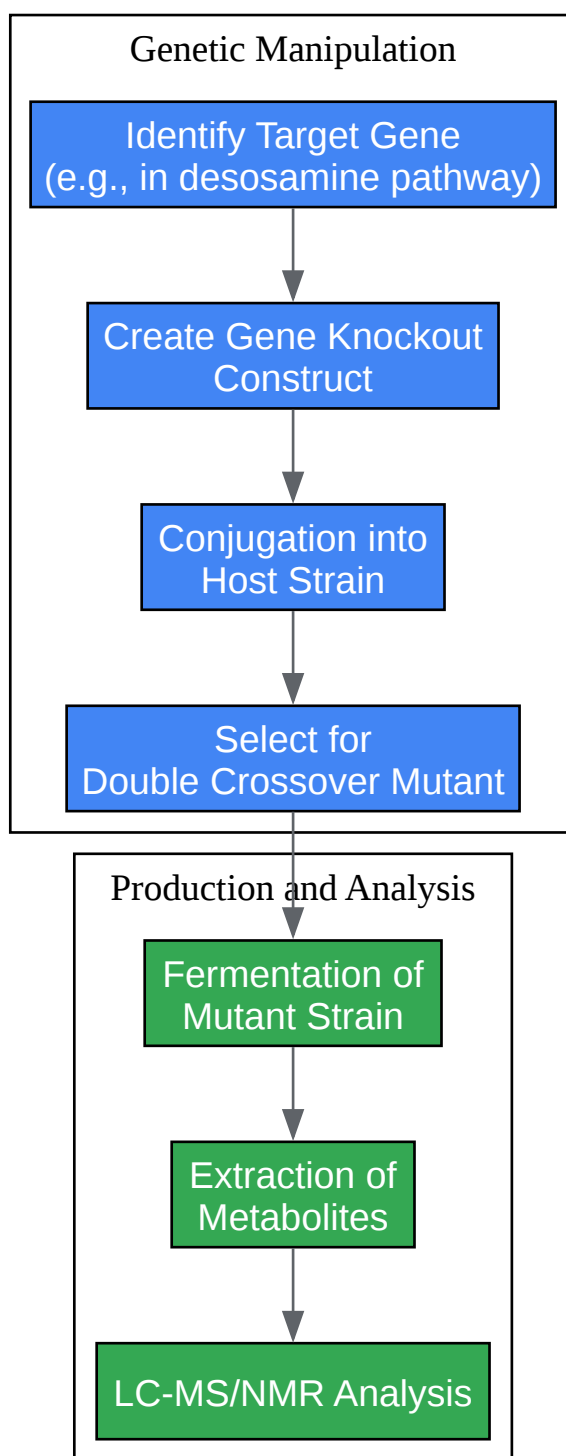 Genetic Manipulation
Identify Target Gene
(e.g., in desosamine pathway)
Create Gene Knockout
Construct
Conjugation into
Host Strain
Select for
Double Crossover Mutant
Production and Analysis
Fermentation of
Mutant Strain
Extraction of
Metabolites
LC-MS/NMR Analysis